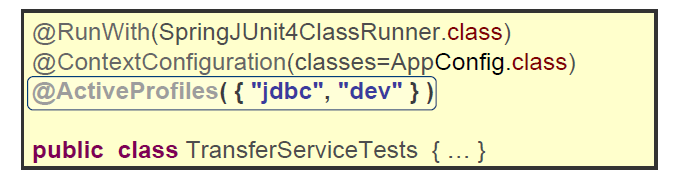 @RunWith(SpringJUnit4ClassRunner.class)
@ContextConfiguration(classes=AppConfig.class)
@ActiveProfiles( { "jdbc", "dev" } )
public class TransferServiceTests { … }